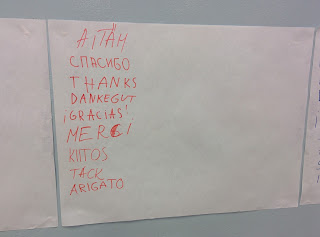 AITÄH
СПАСИБО
THANKS
DANKEGUT
¡GRACIAS!
MERCI
KIITOS
TACK
ARIGATO